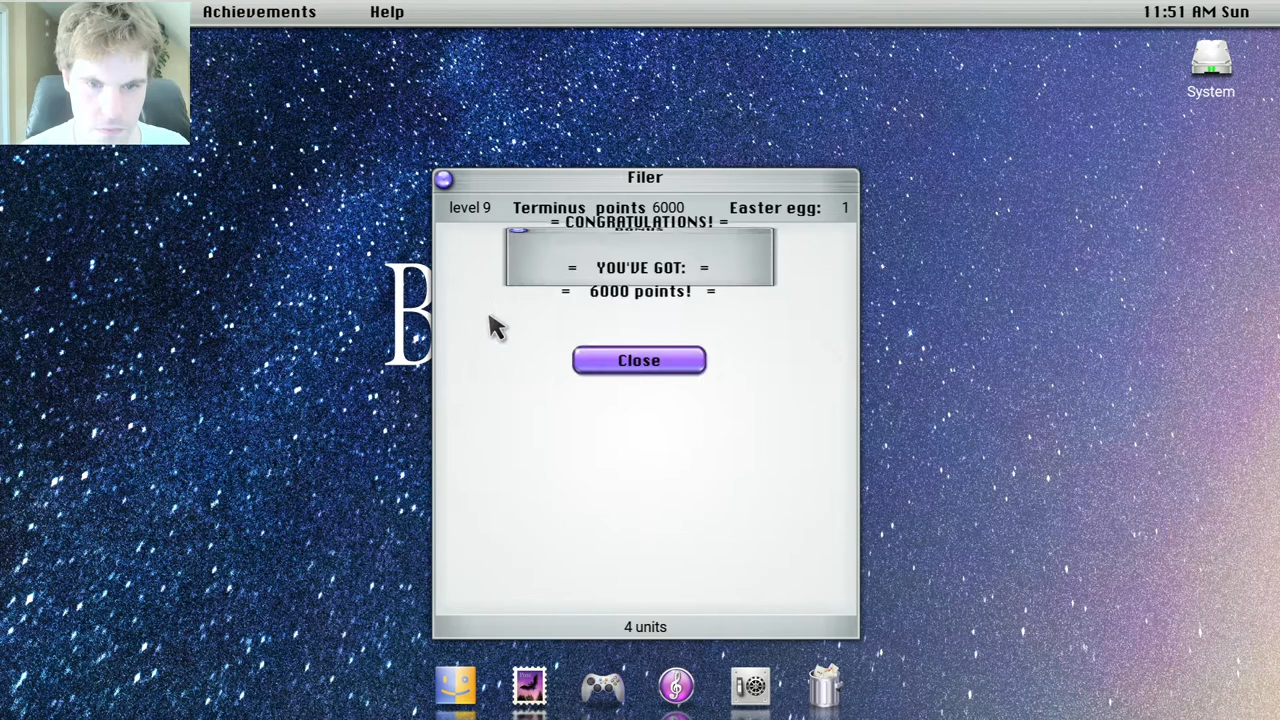 Achievements Help 11:51 AM Sun
System
Filer
level 9 Terminus points 6000 Easter egg: 1
= CONGRATULATIONS! =
= YOU'VE GOT: =
= 6000 points! =
B
Close
4 units